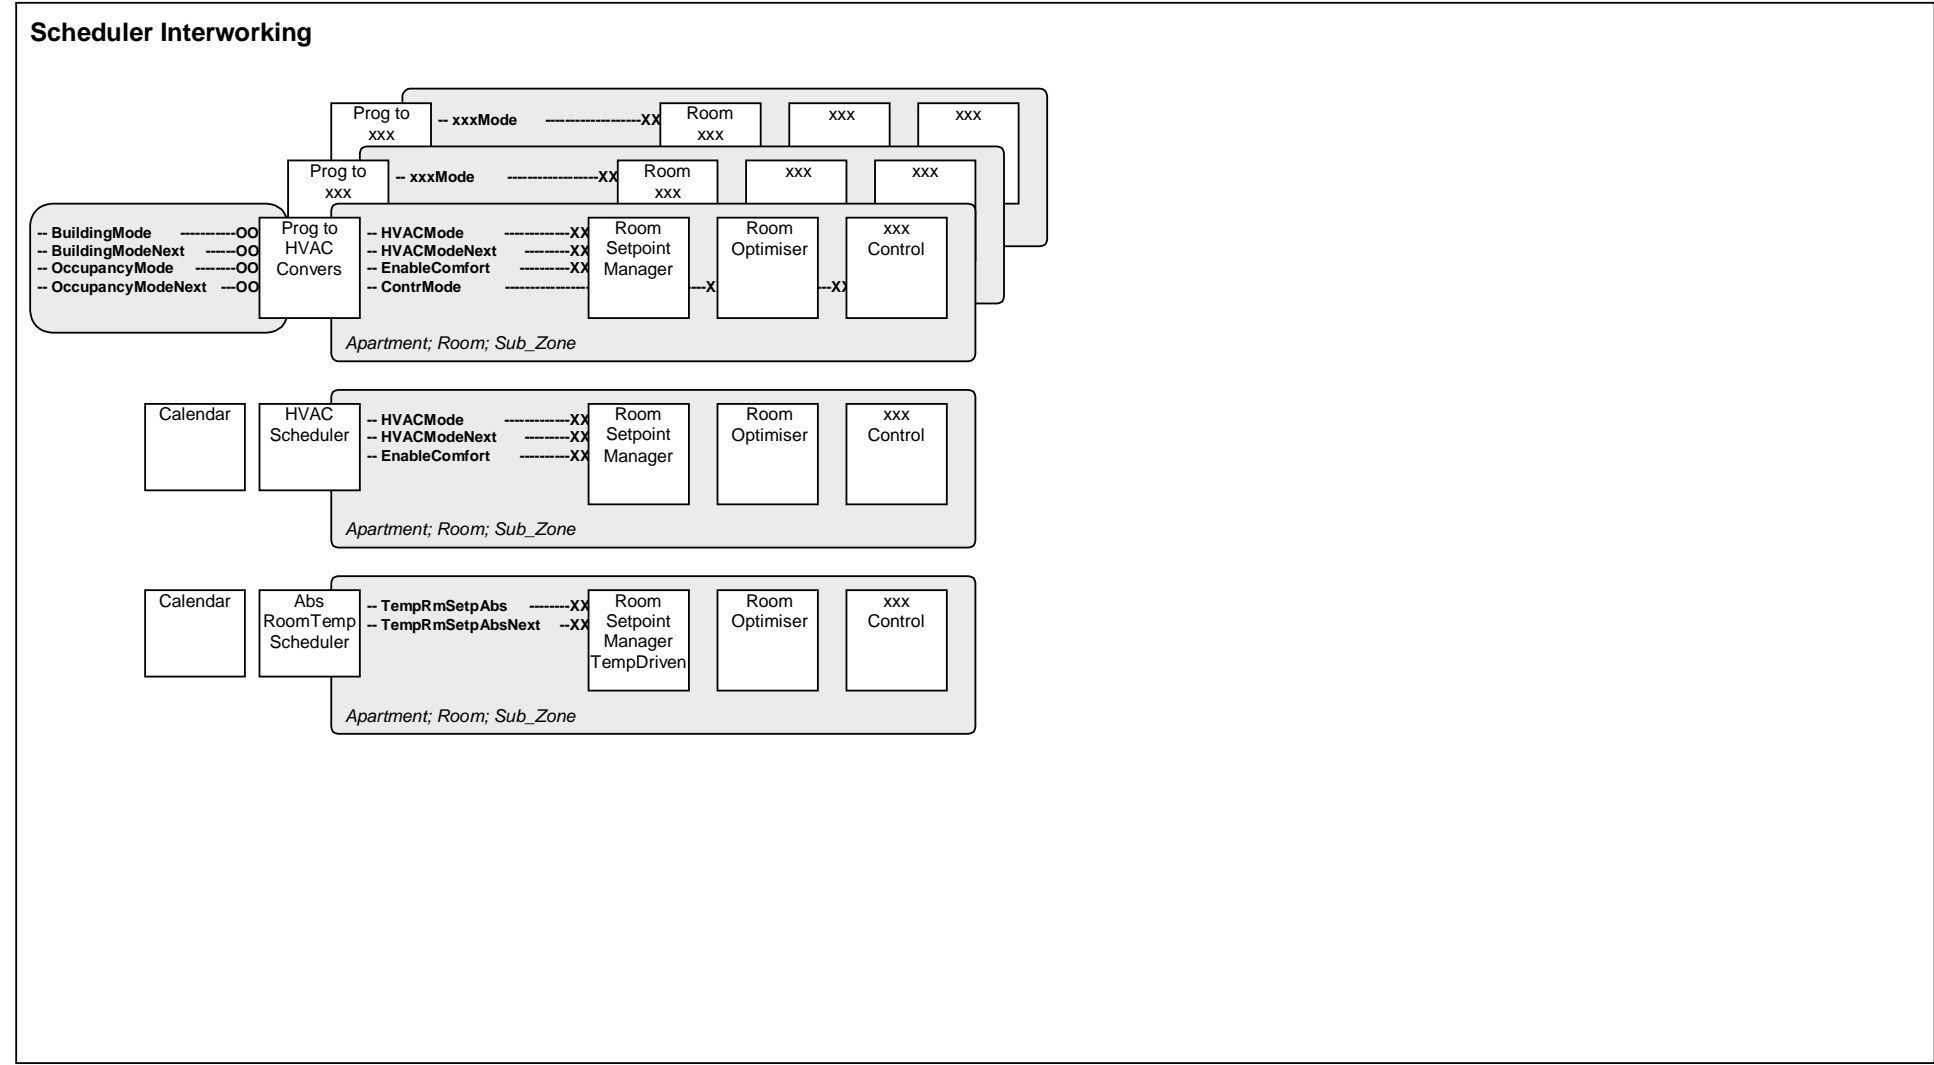 Scheduler Interworking
Prog to
xxx
-- xxxMode -------------------XX
Room
xxx
xxx
xxx
Prog to
xxx
-- xxxMode ------------------XX
Room
xxx
xxx
xxx
-- BuildingMode -----------OO
-- BuildingModeNext ------OO
-- OccupancyMode --------OO
-- OccupancyModeNext ---OO
Prog to
HVAC
Convers
-- HVACMode -------------XX
-- HVACModeNext ---------XX
-- EnableComfort ----------XX
-- ContrMode -----------------
Room
Setpoint
Manager
---X
Room
Optimiser
---XX
xxx
Control
Apartment; Room; Sub_Zone
Calendar
HVAC
Scheduler
-- HVACMode -------------XX
-- HVACModeNext ---------XX
-- EnableComfort ----------XX
Room
Setpoint
Manager
Room
Optimiser
xxx
Control
Apartment; Room; Sub_Zone
Calendar
Abs
RoomTemp
Scheduler
-- TempRmSetpAbs --------XX
-- TempRmSetpAbsNext --XX
Room
Setpoint
Manager
TempDriven
Room
Optimiser
xxx
Control
Apartment; Room; Sub_Zone